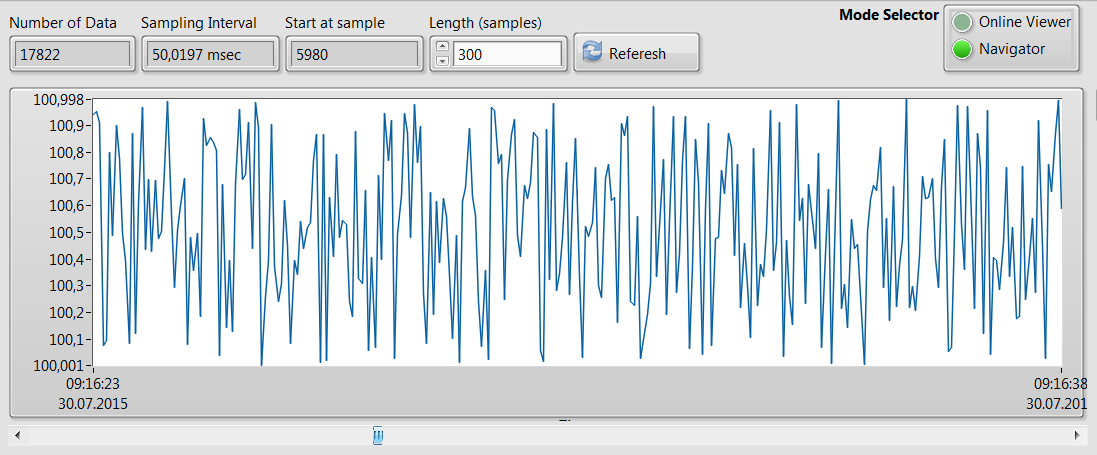 Number of Data
Sampling Interval
Start at sample
Length (samples)
Mode Selector
Online Viewer
17822
50,0197 msec
5980
300
Referesh
Navigator
100,998
100,9
100,8
100,7
100,6
100,5
100,4
100,3
100,2
100,1
100,001
09:16:23
30.07.2015
09:16:38
30.07.201